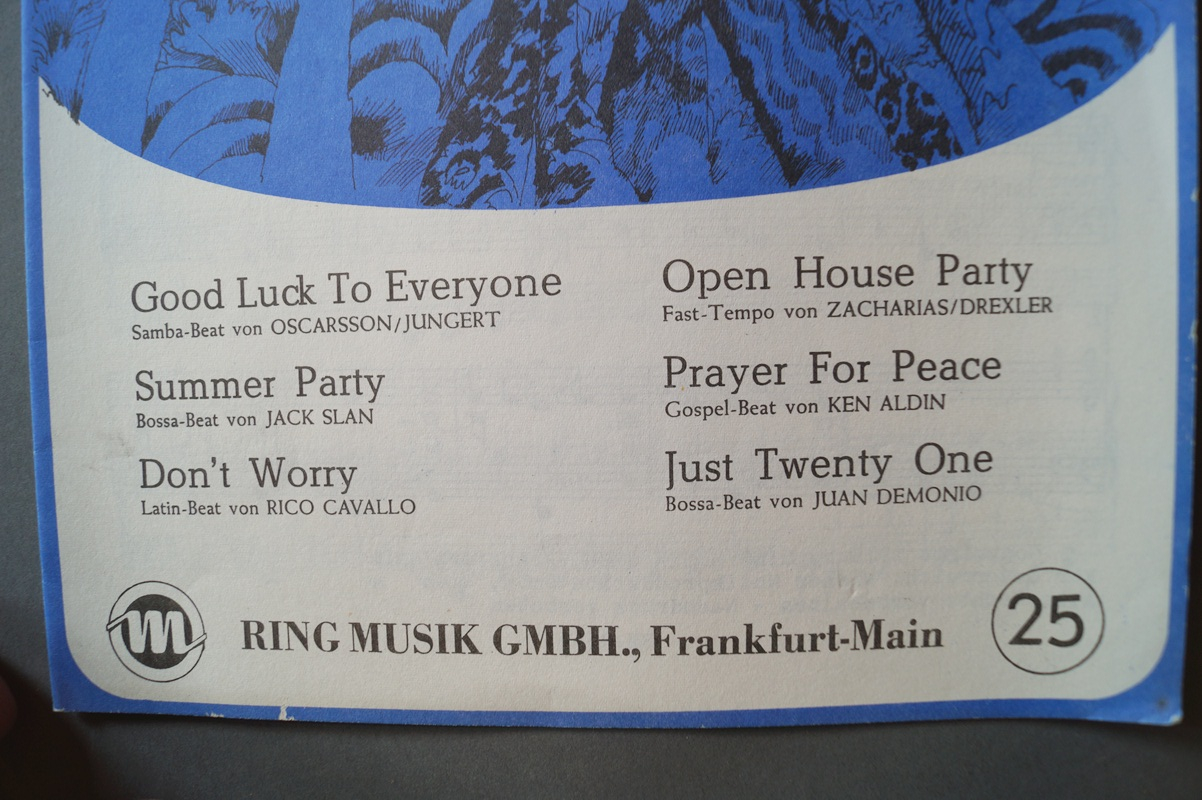 Good Luck To Everyone
Samba-Beat von OSCARSSON/JUNGERT
Summer Party
Bossa-Beat von JACK SLAN
Don't Worry
Latin-Beat von RICO CAVALLO
Open House Party
Fast-Tempo von ZACHARIAS/DREXLER
Prayer For Peace
Gospel-Beat von KEN ALDIN
Just Twenty One
Bossa-Beat von JUAN DEMONIO
RING MUSIK GMBH., Frankfurt-Main
25